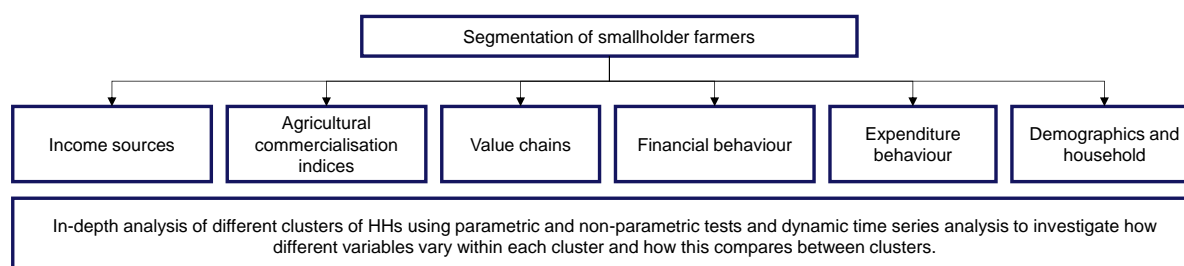 Segmentation of smallholder farmers
Income sources
Agricultural
commercialisation
indices
Value chains
Financial behaviour
Expenditure
behaviour
Demographics and
household
In-depth analysis of different clusters of HHs using parametric and non-parametric tests and dynamic time series analysis to investigate how
different variables vary within each cluster and how this compares between clusters.